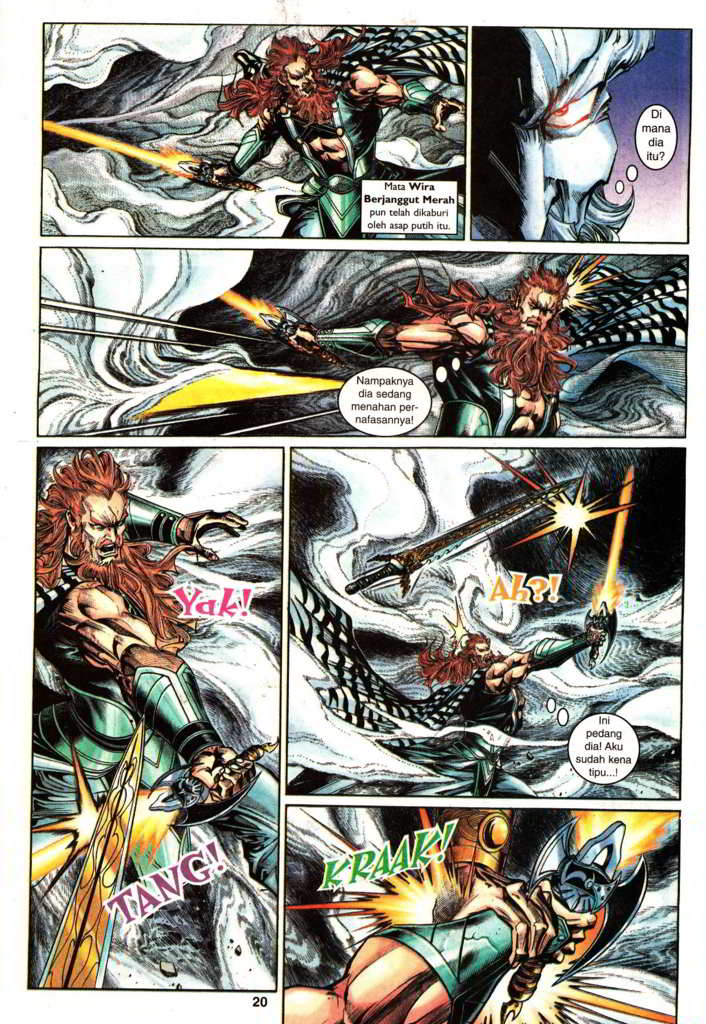 Mata Wira
Berjanggut Merah
pun telah dikaburi
oleh asap putih itu.
Di
mana
dia
itu?
Nampaknya
dia sedang
menahan per-
nafasannya!
Yak!
TANG!
Ah?!
Ini
pedang
dia! Aku
sudah kena
tipu...!
KRAAK!
20